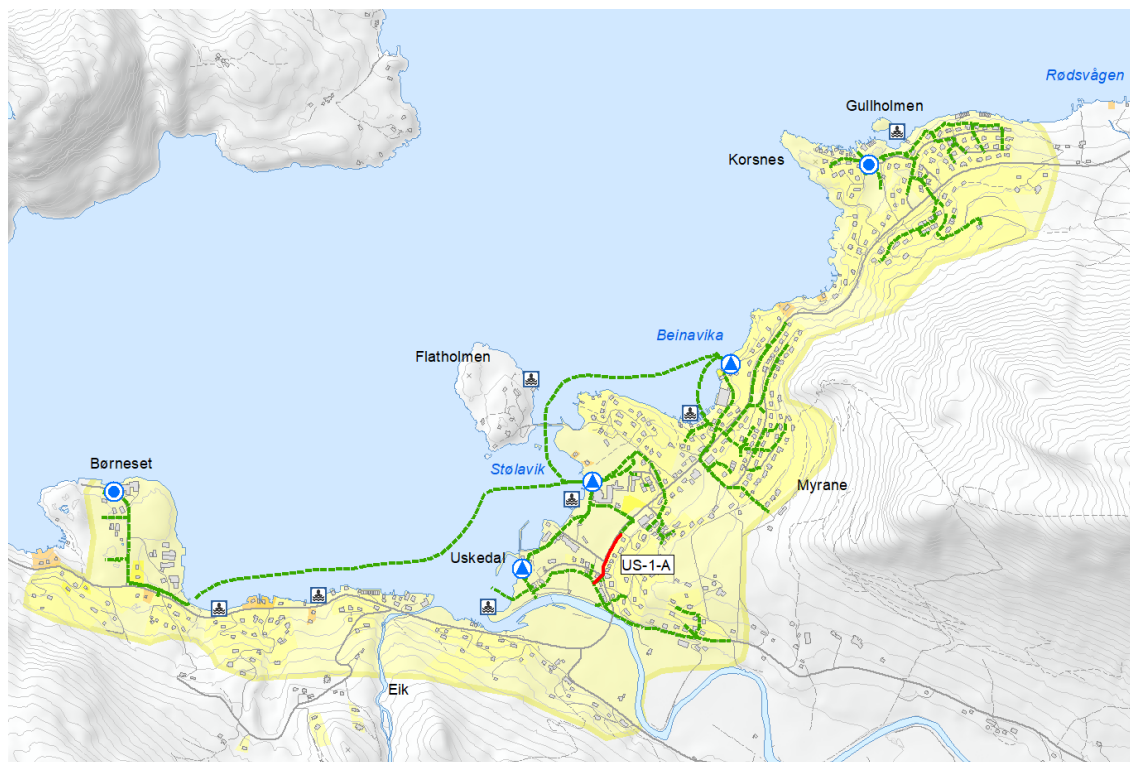 Rødsvågen
Gullholmen
Korsnes
Beinavika
Flatholmen
Børneset
Stølavik
Myrane
Uskedal
US-1-A
Eik